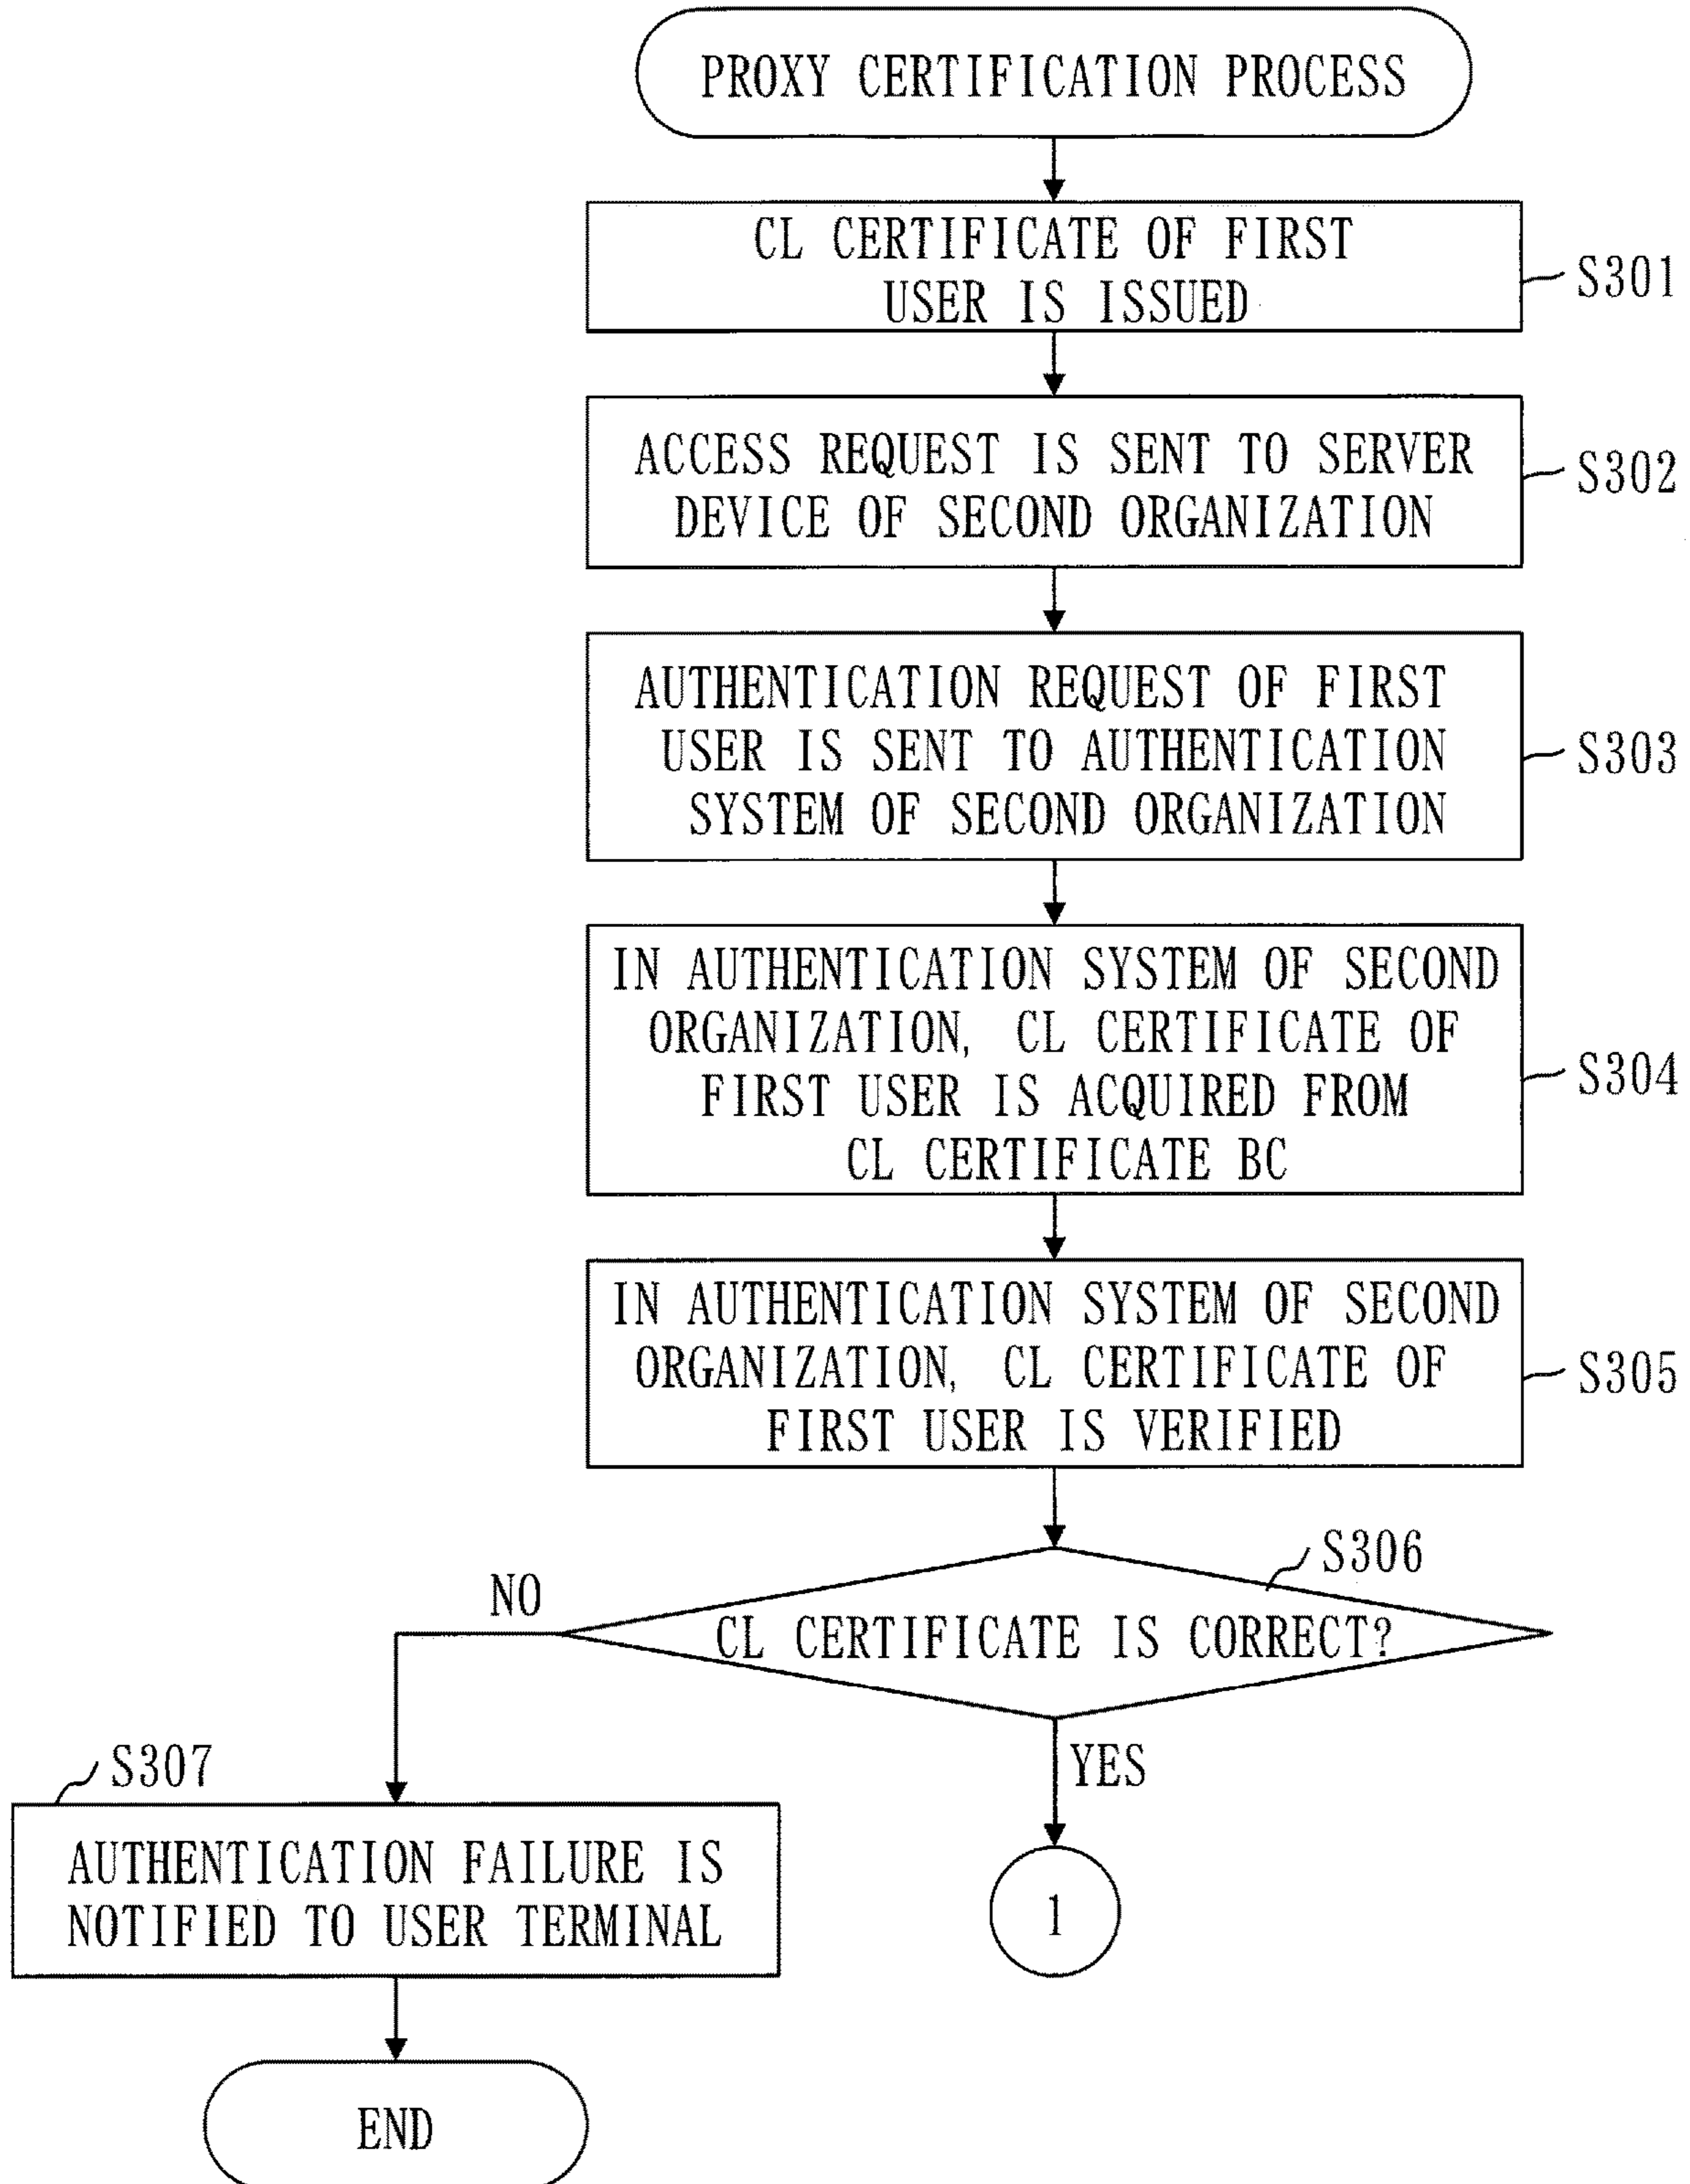 PROXY CERTIFICATION PROCESS
CL CERTIFICATE OF FIRST
USER IS ISSUED
S301
ACCESS REQUEST IS SENT TO SERVER
DEVICE OF SECOND ORGANIZATION
S302
AUTHENTICATION REQUEST OF FIRST
USER IS SENT TO AUTHENTICATION
SYSTEM OF SECOND ORGANIZATION
S303
IN AUTHENTICATION SYSTEM OF SECOND
ORGANIZATION, CL CERTIFICATE OF
FIRST USER IS ACQUIRED FROM
CL CERTIFICATE BC
S304
IN AUTHENTICATION SYSTEM OF SECOND
ORGANIZATION, CL CERTIFICATE OF
FIRST USER IS VERIFIED
S305
S306
NO
CL CERTIFICATE IS CORRECT?
YES
S307
AUTHENTICATION FAILURE IS
NOTIFIED TO USER TERMINAL
1
END